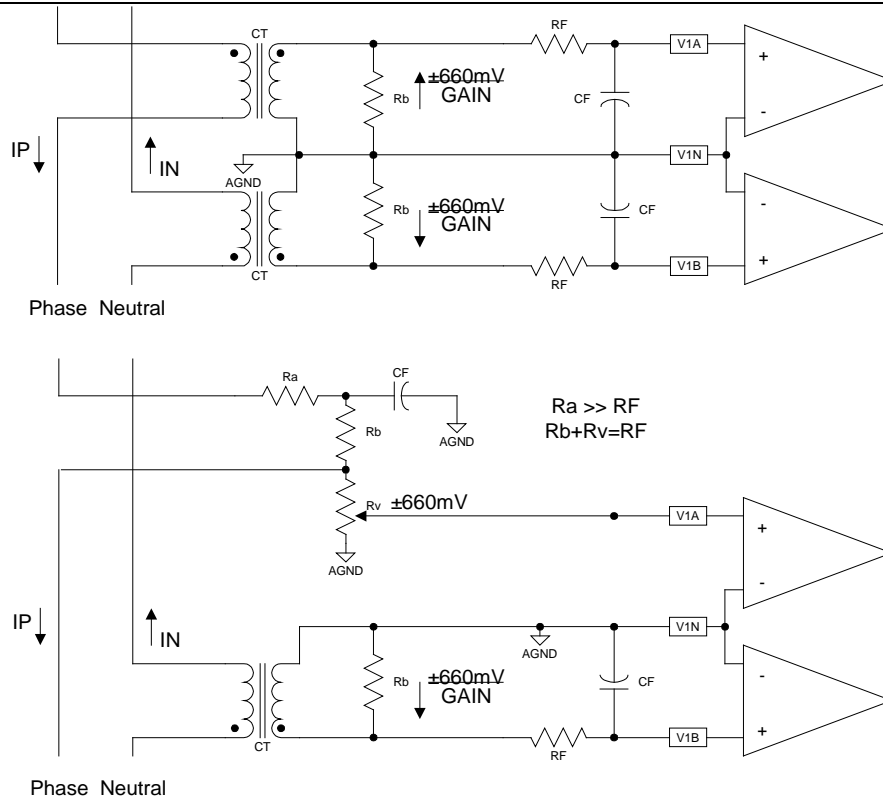 CT
RF
V1A
+
±660mV
GAIN
Rb
CF
-
IP
IN
AGND
V1N
Rb
±660mV
GAIN
CF
-
+
CT
RF
V1B
Phase Neutral
Ra
CF
Ra >> RF
Rb+Rv=RF
Rb
AGND
Rv
±660mV
V1A
+
AGND
-
IP
IN
V1N
AGND
±660mV
GAIN
Rb
CF
-
+
CT
RF
V1B
Phase Neutral